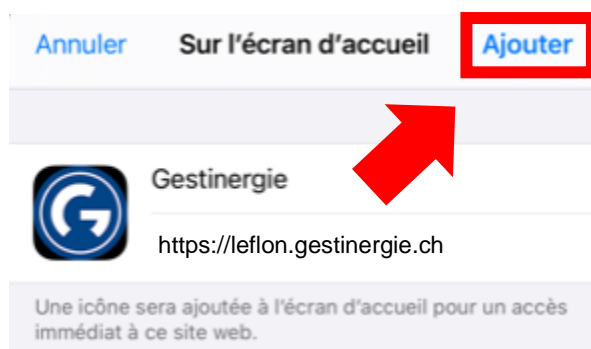 Annuler Sur l'écran d'accueil Ajouter
G
Gestinergie
https://leflon.gestinergie.ch
Une icône sera ajoutée à l'écran d'accueil pour un accès
immédiat à ce site web.